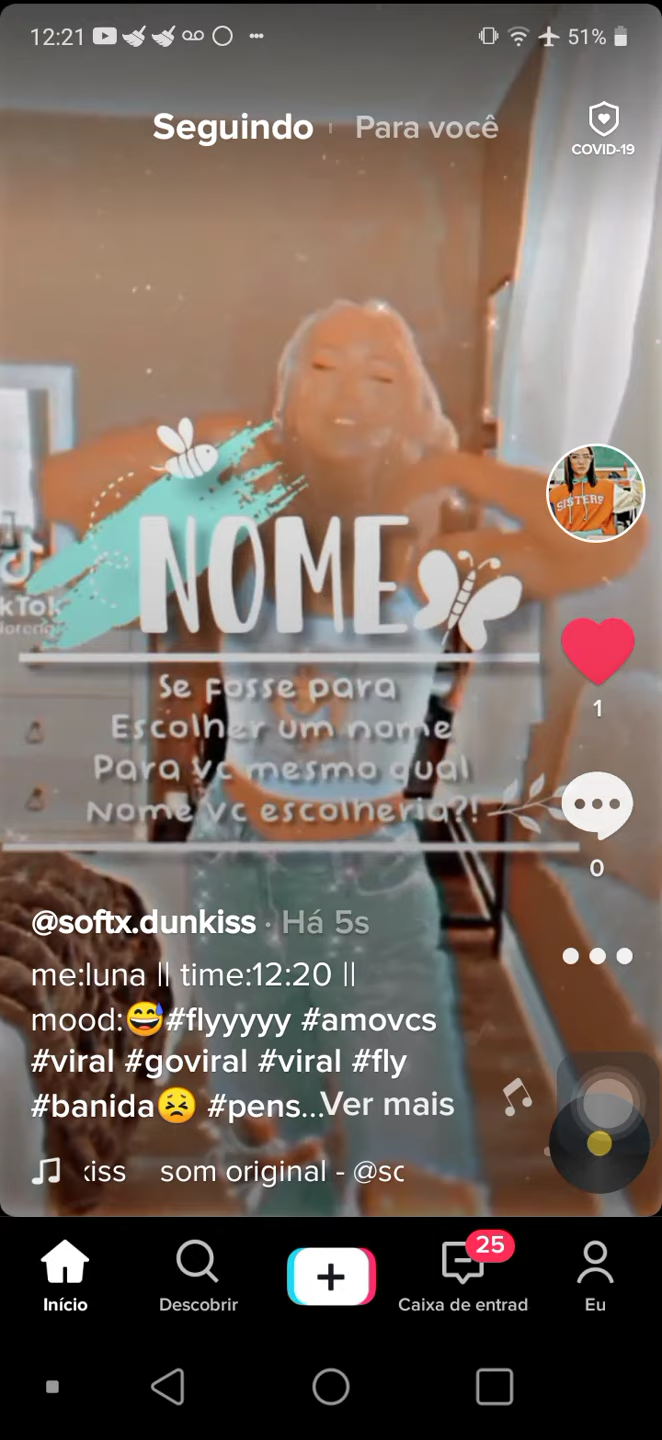 12:21 51%
Seguindo Para você
COVID-19
SISTERS
NOME
kTok
Se fosse para
Escolher um nome
Para vc mesmo qual
Nome vc escolheria?!
1
0
@softx.dunkiss · Há 5s
me:luna || time:12:20 ||
mood:😅#flyyyyy #amovcs
#viral #goviral #viral #fly
#banida😣 #pens...Ver mais
kiss som original - @sc
25
Início Descobrir Caixa de entrad Eu